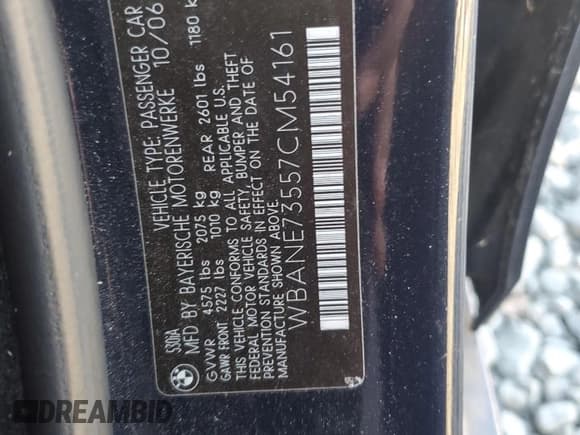 530iA VEHICLE TYPE: PASSENGER CAR
MFD BY BAYERISCHE MOTORENWERKE 10/06
GVWR 4575 lbs 2075 kg
GAWR FRONT 2227 lbs 1010 kg REAR 2601 lbs 1180 k
THIS VEHICLE CONFORMS TO ALL APPLICABLE U.S.
FEDERAL MOTOR VEHICLE SAFETY, BUMPER AND THEFT
PREVENTION STANDARDS IN EFFECT ON THE DATE OF
MANUFACTURE SHOWN ABOVE.
WBANE73557CM54161
DREAMBID